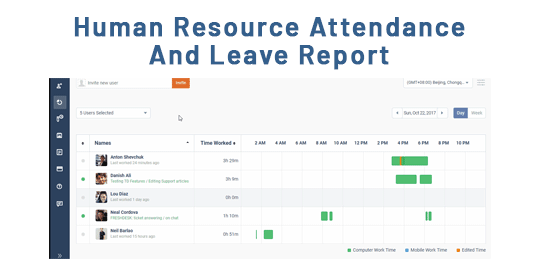 Human Resource Attendance
And Leave Report
Invite new user
Invite
(GMT+08:00) Beijing, Chongq...
5 Users Selected
Sun, Oct 22, 2017
Day Week
Names Time Worked 2 AM 4 AM 6 AM 8 AM 10 AM 12 PM 2 PM 4 PM 6 PM 8 PM 10 PM
Anton Shevchuk
Last worked 24 minutes ago
3h 29m
Danish Ali
Testing TD Features / Editing Support articles
3h 9m
Lou Diaz
Last worked 1 day ago
0h 0m
Neal Cordova
FRESHDESK: ticket answering / on chat
1h 10m
Neil Barlas
Last worked 15 hours ago
0h 51m
Computer Work Time Mobile Work Time Edited Time